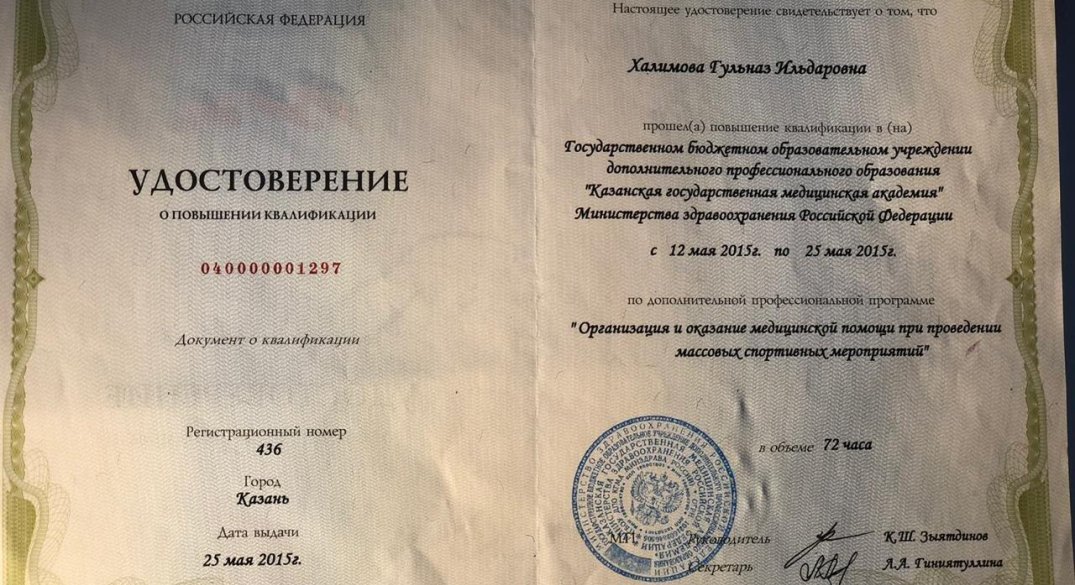 РОССИЙСКАЯ ФЕДЕРАЦИЯ
УДОСТОВЕРЕНИЕ
О ПОВЫШЕНИИ КВАЛИФИКАЦИИ
040000001297
Документ о квалификации
Регистрационный номер
436
Город
Казань
Дата выдачи
25 мая 2015г.
Настоящее удостоверение свидетельствует о том, что
Халимова Гульназ Ильдаровна
прошел(а) повышение квалификации в (на)
Государственном бюджетном образовательном учреждении
дополнительного профессионального образования
"Казанская государственная медицинская академия"
Министерства здравоохранения Российской Федерации
с 12 мая 2015г. по 25 мая 2015г.
по дополнительной профессиональной программе
"Организация и оказание медицинской помощи при проведении
массовых спортивных мероприятий"
в объеме 72 часа
М.П. Руководитель К.Ш. Зыятдинов
Секретарь Л.А. Гиниятуллина